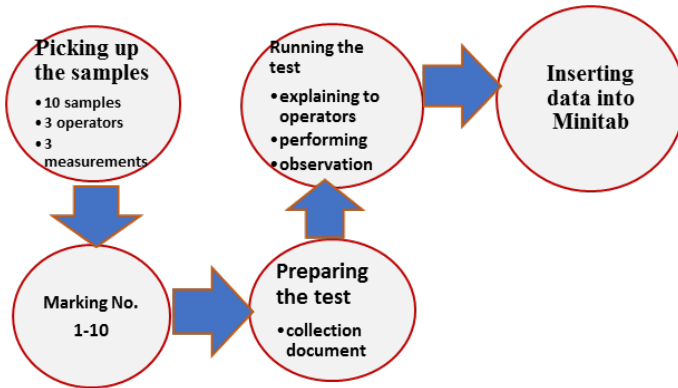 Picking up
the samples
• 10 samples
• 3 operators
• 3
measurements
Marking No.
1-10
Preparing
the test
• collection
document
Running the
test
• explaining to
operators
• performing
• observation
Inserting
data into
Minitab